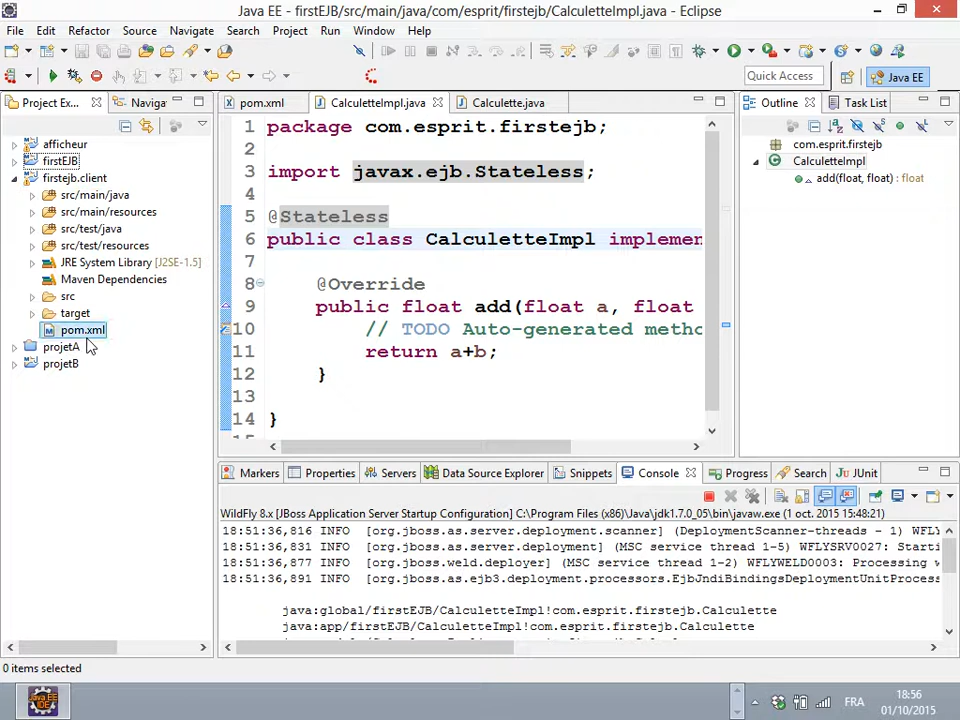 Java EE - firstEJB/src/main/java/com/esprit/firstejb/CalculetteImpl.java - Eclipse
File Edit Refactor Source Navigate Search Project Run Window Help
Quick Access
Java EE
Project Ex...
Naviga
afficheur
firstEJB
firstejb.client
src/main/java
src/main/resources
src/test/java
src/test/resources
JRE System Library [J2SE-1.5]
Maven Dependencies
src
target
pom.xml
projetA
projetB
pom.xml
CalculetteImpl.java
Calculette.java
1 package com.esprit.firstejb;
2
3 import javax.ejb.Stateless;
4
5 @Stateless
6 public class CalculetteImpl implemen
7
8 @Override
9 public float add(float a, float
10 // TODO Auto-generated metho
11 return a+b;
12 }
13
14 }
Outline
Task List
com.esprit.firstejb
CalculetteImpl
add(float, float) : float
Markers Properties Servers Data Source Explorer Snippets Console Progress Search JUnit
WildFly 8.x [JBoss Application Server Startup Configuration] C:\Program Files (x86)\Java\jdk1.7.0_05\bin\javaw.exe (1 oct. 2015 15:48:21)
18:51:36,816 INFO [org.jboss.as.server.deployment.scanner] (DeploymentScanner-threads - 1) WFLY
18:51:36,831 INFO [org.jboss.as.server.deployment] (MSC service thread 1-5) WFLYSRV0027: Starti
18:51:36,877 INFO [org.jboss.weld.deployer] (MSC service thread 1-2) WFLYWELD0003: Processing
18:51:36,891 INFO [org.jboss.as.ejb3.deployment.processors.EjbJndiBindingsDeploymentUnitProcess
java:global/firstEJB/CalculetteImpl!com.esprit.firstejb.Calculette
java:app/firstEJB/CalculetteImpl!com.esprit.firstejb.Calculette
0 items selected
Java EE IDE
FRA
18:56
01/10/2015